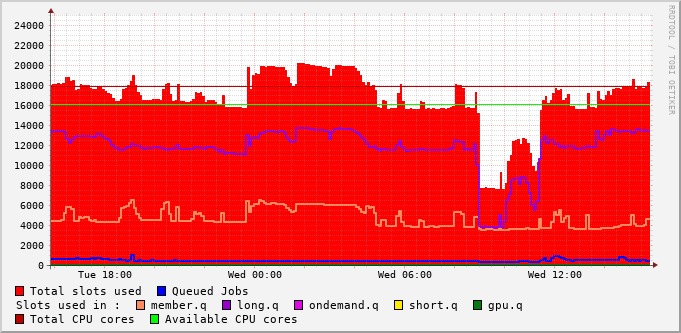 24000
22000
20000
18000
16000
14000
12000
10000
8000
6000
4000
2000
0
Tue 18:00 Wed 00:00 Wed 06:00 Wed 12:00
RRDTOOL / TOBI OETIKER
Total slots used Queued Jobs
Slots used in : member.q long.q ondemand.q short.q gpu.q
Total CPU cores Available CPU cores